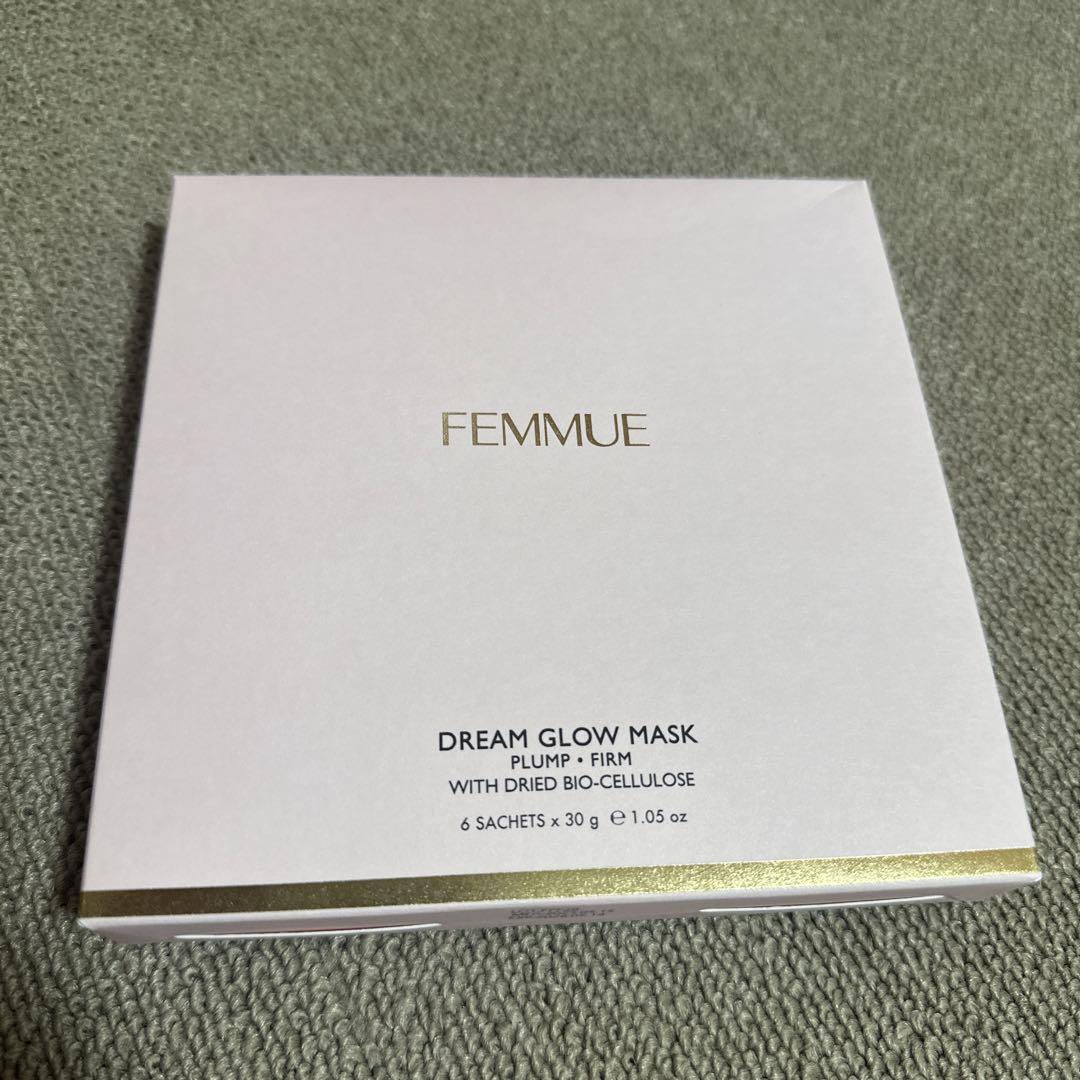 FEMMUE
DREAM GLOW MASK
PLUMP • FIRM
WITH DRIED BIO-CELLULOSE
6 SACHETS x 30 g ℮ 1.05 oz